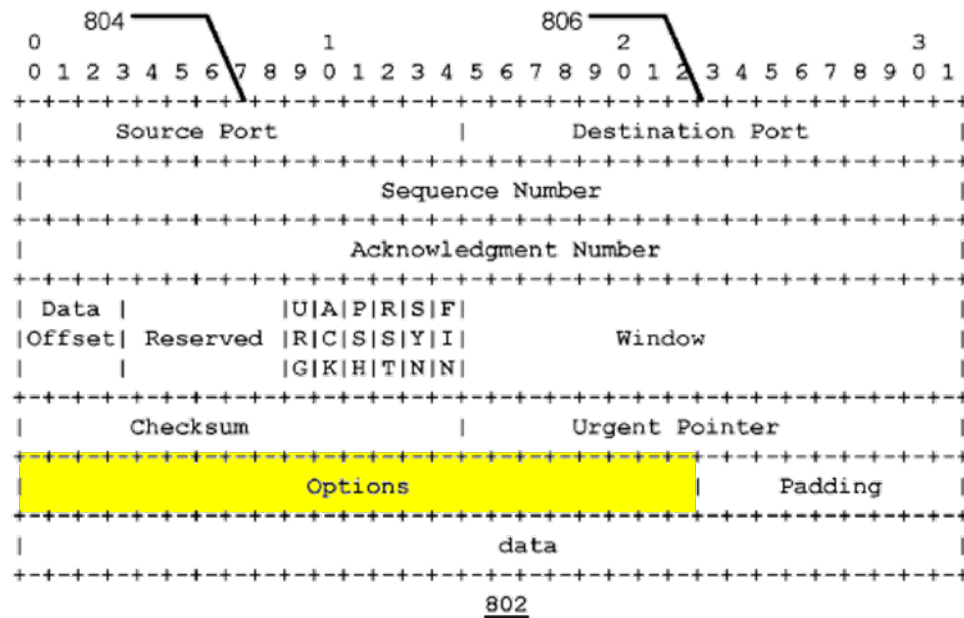 804 806
0 1 2 3
0 1 2 3 4 5 6 7 8 9 0 1 2 3 4 5 6 7 8 9 0 1 2 3 4 5 6 7 8 9 0 1
+-+-+-+-+-+-+-+-+-+-+-+-+-+-+-+-+-+-+-+-+-+-+-+-+-+-+-+-+-+-+-+-+
| Source Port | Destination Port |
+-+-+-+-+-+-+-+-+-+-+-+-+-+-+-+-+-+-+-+-+-+-+-+-+-+-+-+-+-+-+-+-+
| Sequence Number |
+-+-+-+-+-+-+-+-+-+-+-+-+-+-+-+-+-+-+-+-+-+-+-+-+-+-+-+-+-+-+-+-+
| Acknowledgment Number |
+-+-+-+-+-+-+-+-+-+-+-+-+-+-+-+-+-+-+-+-+-+-+-+-+-+-+-+-+-+-+-+-+
| Data | |U|A|P|R|S|F| |
|Offset| Reserved |R|C|S|S|Y|I| Window |
| | |G|K|H|T|N|N| |
+-+-+-+-+-+-+-+-+-+-+-+-+-+-+-+-+-+-+-+-+-+-+-+-+-+-+-+-+-+-+-+-+
| Checksum | Urgent Pointer |
+-+-+-+-+-+-+-+-+-+-+-+-+-+-+-+-+-+-+-+-+-+-+-+-+-+-+-+-+-+-+-+-+
| Options | Padding |
+-+-+-+-+-+-+-+-+-+-+-+-+-+-+-+-+-+-+-+-+-+-+-+-+-+-+-+-+-+-+-+-+
| data |
+-+-+-+-+-+-+-+-+-+-+-+-+-+-+-+-+-+-+-+-+-+-+-+-+-+-+-+-+-+-+-+-+
802